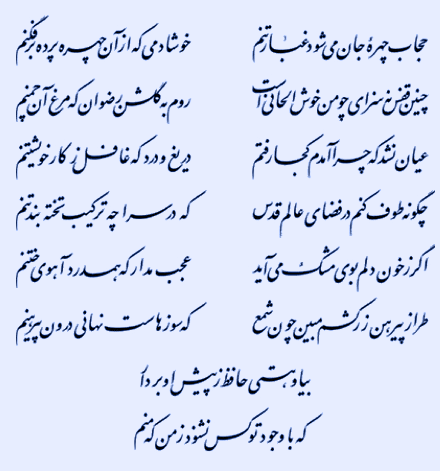 حجاب چهرهٔ جان می‌شود غبار تنم خوشا دمی که از آن چهره پرده برفکنم
چنین قفس نه سزای چو من خوش الحانی است روم به گلشن رضوان که مرغ آن چمنم
عیان نشد که چرا آمدم کجا رفتم دریغ و درد که غافل ز کار خویشتنم
چگونه طوف کنم در فضای عالم قدس که در سراچه ترکیب تخته بند تنم
اگر ز خون دلم بوی مشک می‌آید عجب مدار که همدرد آهوی ختنم
طراز پیرهن زرکشم مبین چون شمع که سوزهاست نهانی درون پیرهنم
بیا و هستی حافظ ز پیش او بردار
که با وجود تو کس نشنود ز من که منم